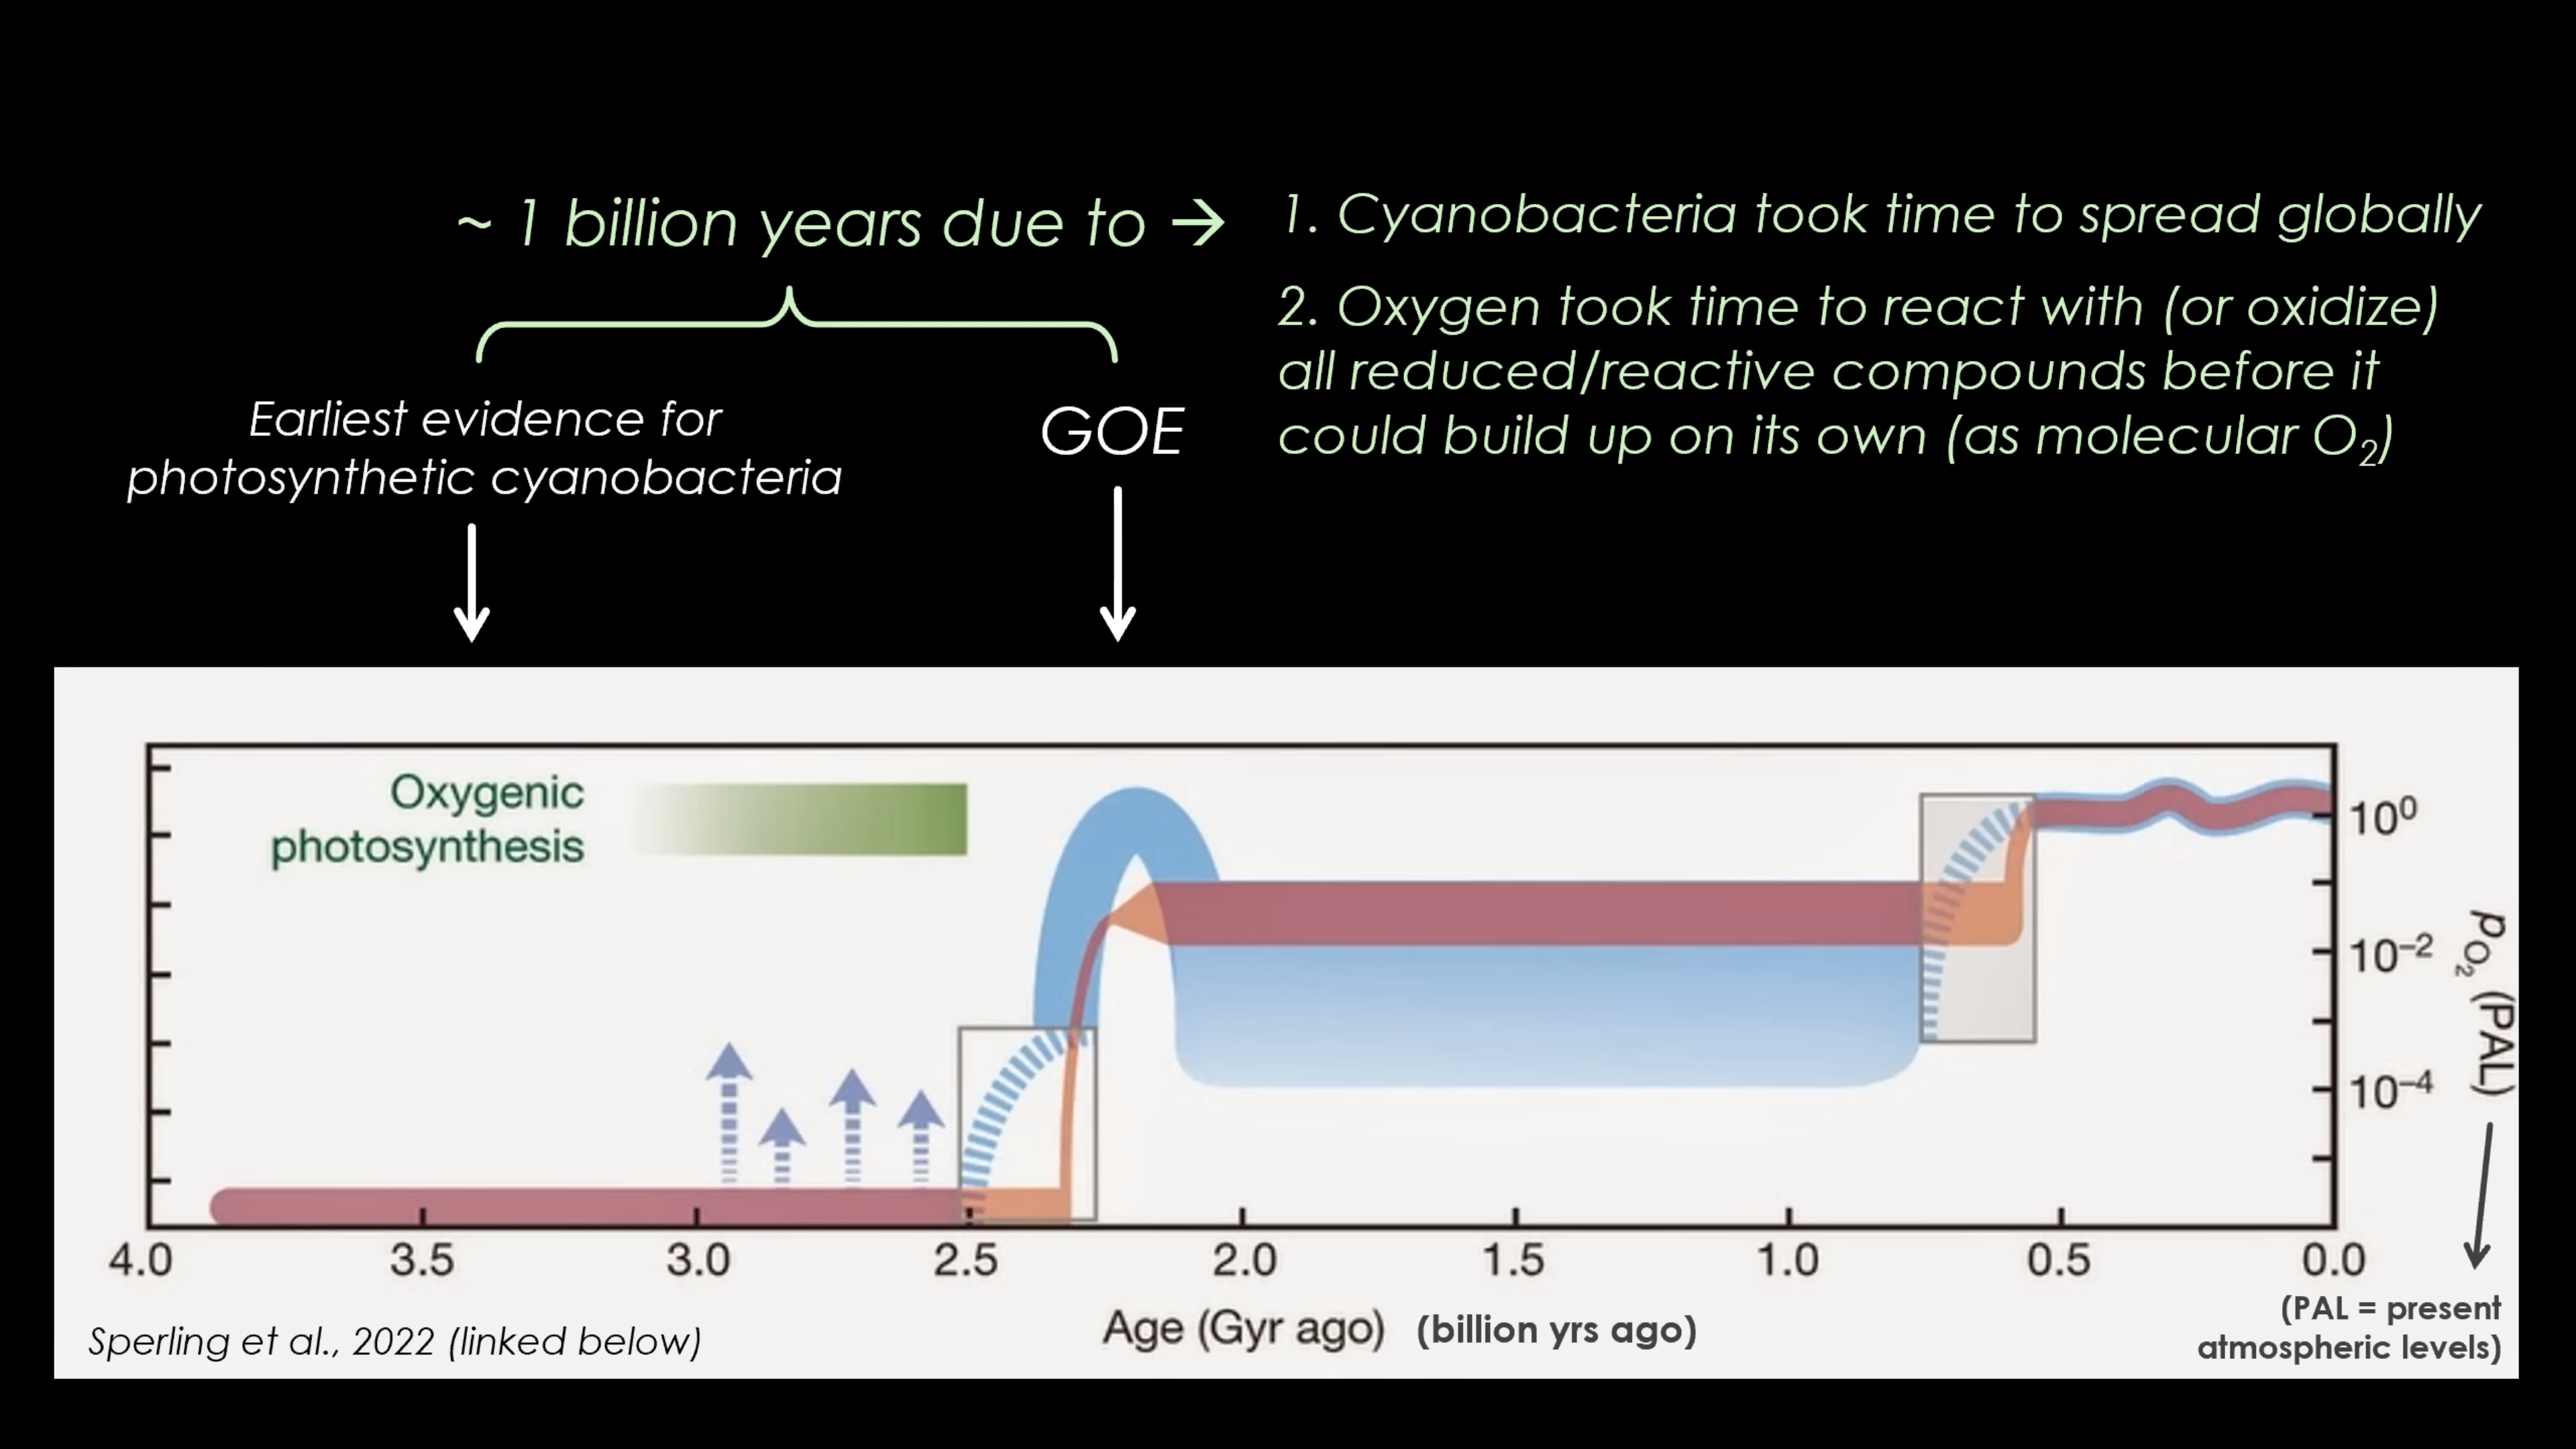 ~ 1 billion years due to →
1. Cyanobacteria took time to spread globally
2. Oxygen took time to react with (or oxidize)
all reduced/reactive compounds before it
could build up on its own (as molecular O₂)
Earliest evidence for
photosynthetic cyanobacteria
GOE
Oxygenic
photosynthesis
10⁰
10⁻²
10⁻⁴
pO₂ (PAL)
4.0 3.5 3.0 2.5 2.0 1.5 1.0 0.5 0.0
Age (Gyr ago) (billion yrs ago)
(PAL = present
atmospheric levels)
Sperling et al., 2022 (linked below)